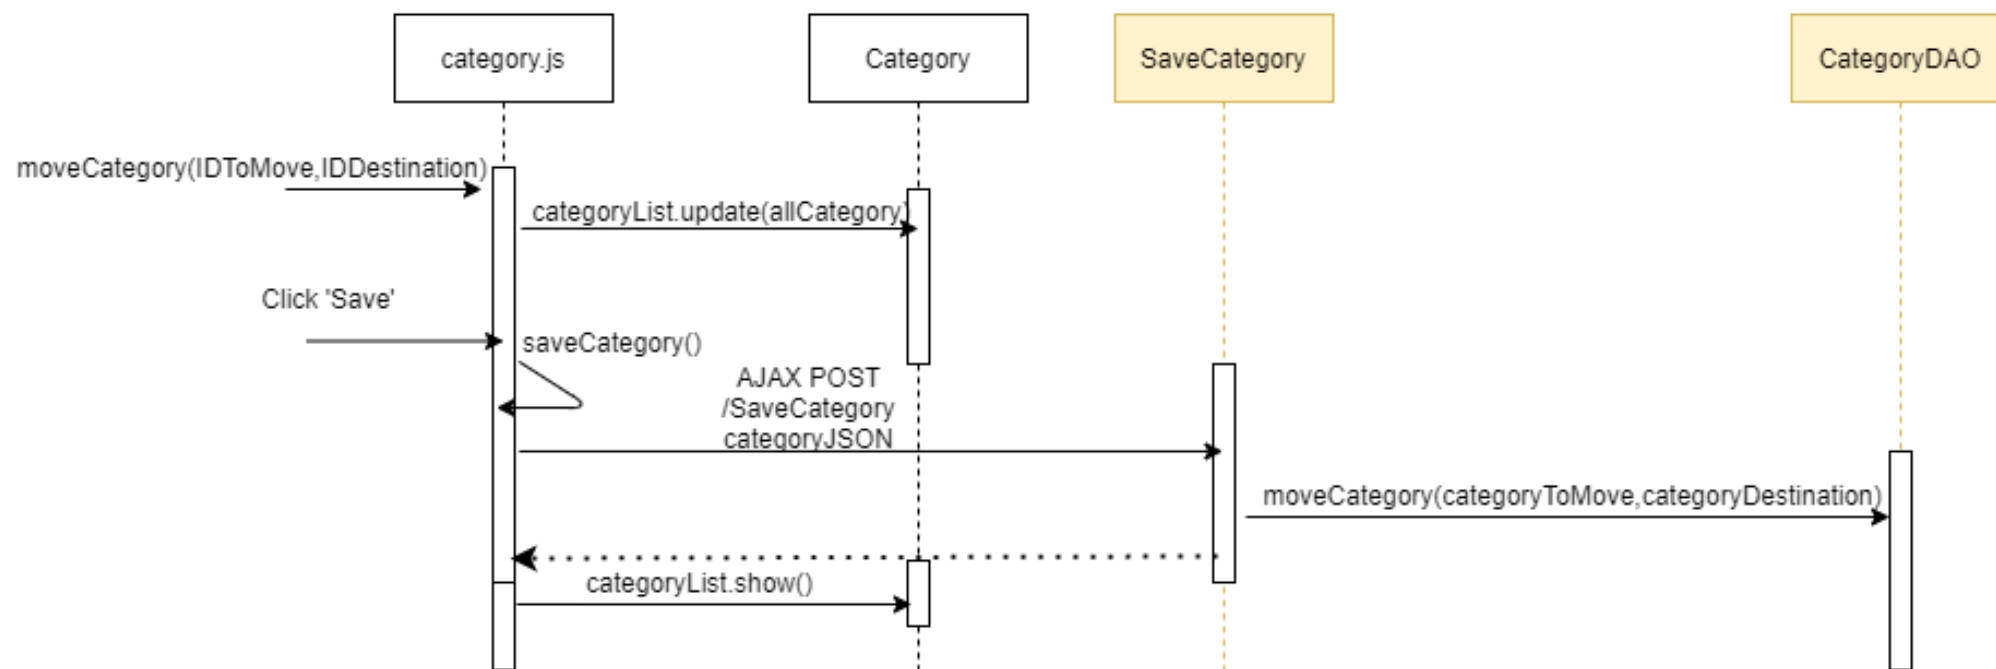 category.js
Category
SaveCategory
CategoryDAO
moveCategory(IDToMove,IDDestination)
categoryList.update(allCategory)
Click 'Save'
saveCategory()
AJAX POST
/SaveCategory
categoryJSON
moveCategory(categoryToMove,categoryDestination)
categoryList.show()